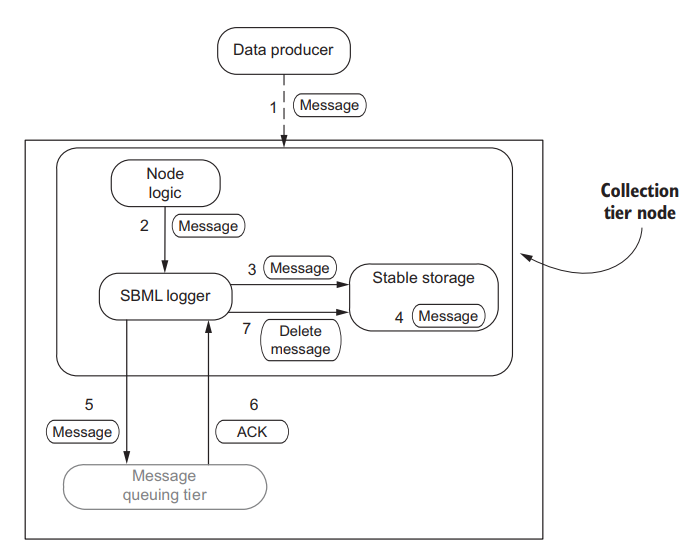 Data producer
1
Message
Node
logic
2
Message
Collection
tier node
3
Message
SBML logger
Stable storage
4
Message
7
Delete
message
5
Message
6
ACK
Message
queuing tier